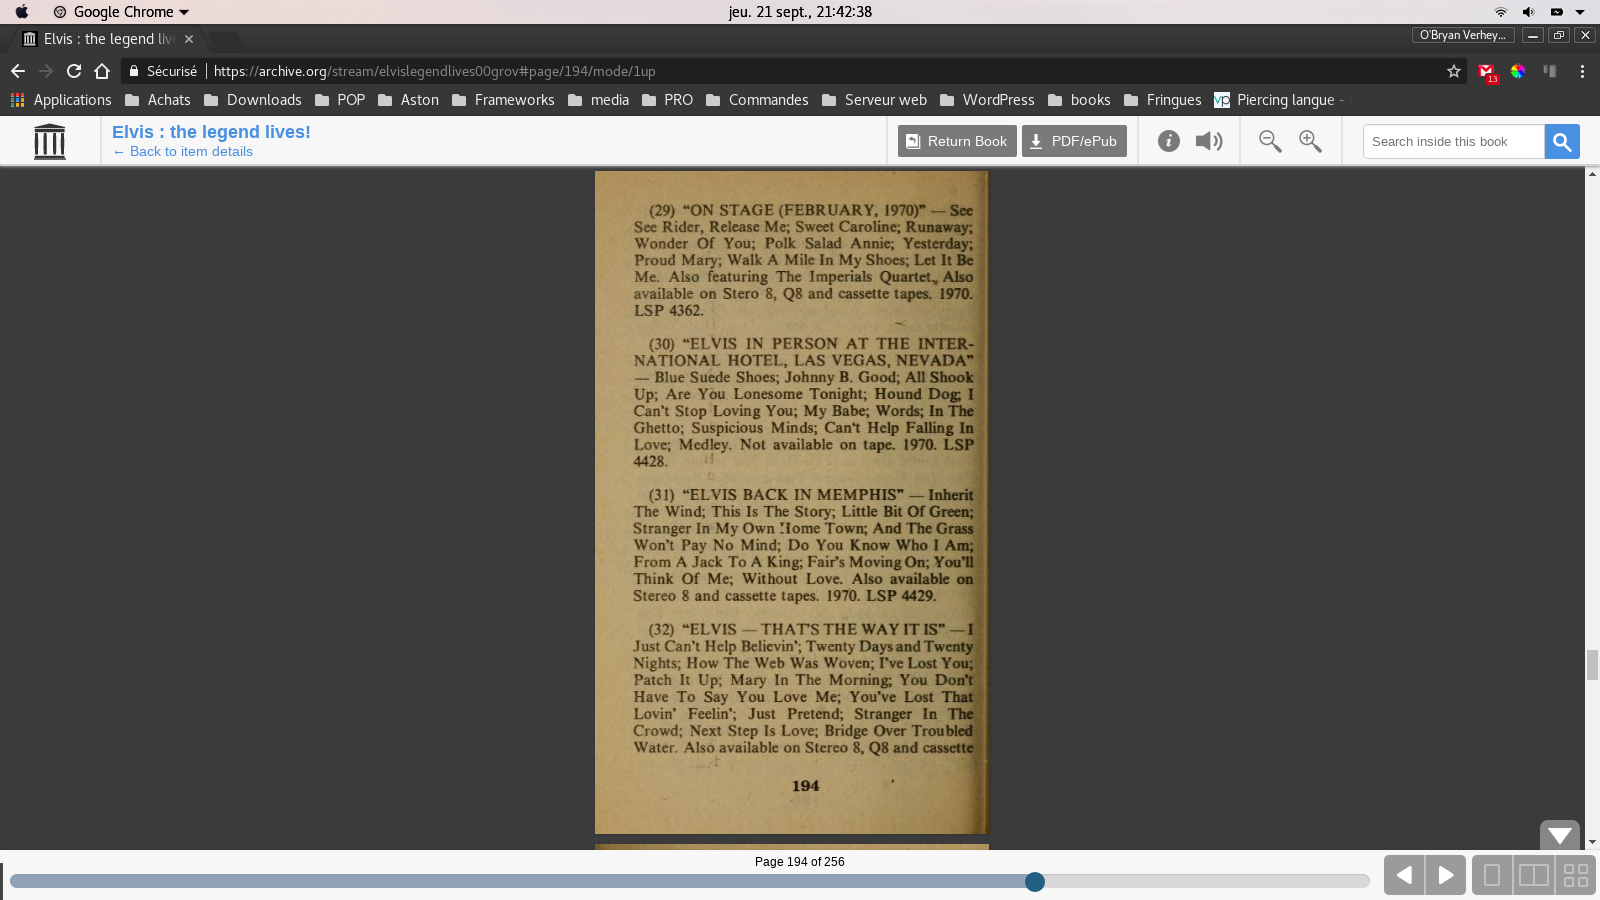 Google Chrome
jeu. 21 sept., 21:42:38
Elvis : the legend live
O'Bryan Verhey...
Sécurisé
https://archive.org/stream/elvislegendlives00grov#page/194/mode/1up
13
Applications Achats Downloads POP Aston Frameworks media PRO Commandes Serveur web WordPress books Fringues Piercing langue -
Elvis : the legend lives!
← Back to item details
Return Book
PDF/ePub
Search inside this book
(29) “ON STAGE (FEBRUARY, 1970)” — See
See Rider, Release Me; Sweet Caroline; Runaway;
Wonder Of You; Polk Salad Annie; Yesterday;
Proud Mary; Walk A Mile In My Shoes; Let It Be
Me. Also featuring The Imperials Quartet. Also
available on Stero 8, Q8 and cassette tapes. 1970.
LSP 4362.
(30) “ELVIS IN PERSON AT THE INTER-
NATIONAL HOTEL, LAS VEGAS, NEVADA”
— Blue Suede Shoes; Johnny B. Good; All Shook
Up; Are You Lonesome Tonight; Hound Dog; I
Can't Stop Loving You; My Babe; Words; In The
Ghetto; Suspicious Minds; Can't Help Falling In
Love; Medley. Not available on tape. 1970. LSP
4428.
(31) “ELVIS BACK IN MEMPHIS” — Inherit
The Wind; This Is The Story; Little Bit Of Green;
Stranger In My Own Home Town; And The Grass
Won't Pay No Mind; Do You Know Who I Am;
From A Jack To A King; Fair's Moving On; You'll
Think Of Me; Without Love. Also available on
Stereo 8 and cassette tapes. 1970. LSP 4429.
(32) “ELVIS — THAT'S THE WAY IT IS” — I
Just Can't Help Believin'; Twenty Days and Twenty
Nights; How The Web Was Woven; I've Lost You;
Patch It Up; Mary In The Morning; You Don't
Have To Say You Love Me; You've Lost That
Lovin' Feelin'; Just Pretend; Stranger In The
Crowd; Next Step Is Love; Bridge Over Troubled
Water. Also available on Stereo 8, Q8 and cassette
194
Page 194 of 256